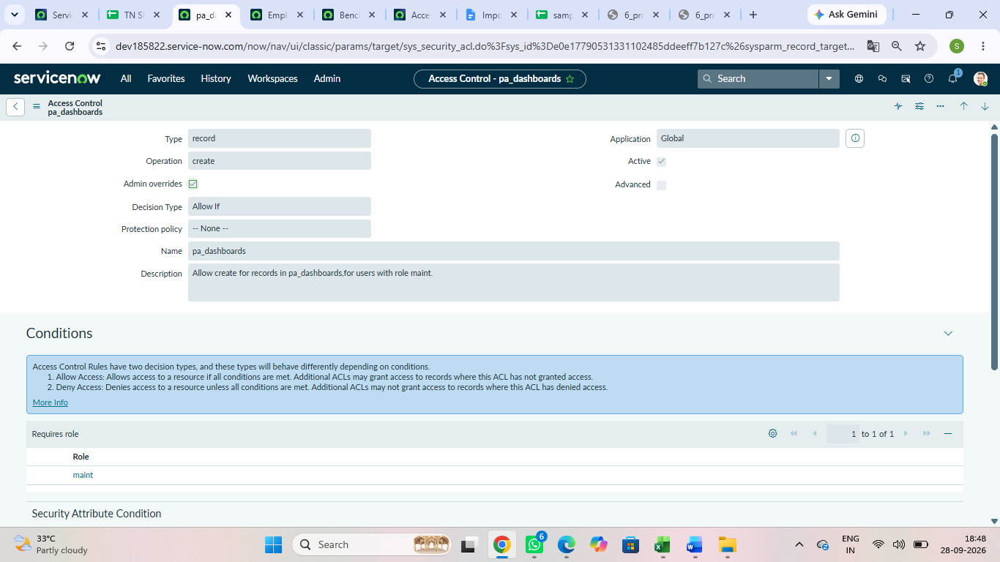 Servi
TN Sl
pa_da
Empl
Benc
Acce
Impo
samp
6_pro
6_pro
Ask Gemini
dev185822.service-now.com/now/nav/ui/classic/params/target/sys_security_acl.do%3Fsys_id%3De0e17790531331102485ddeeff7b127c%26sysparm_record_target...
S
servicenow All Favorites History Workspaces Admin Access Control - pa_dashboards Search 1
Access Control
pa_dashboards
Type record Application Global
Operation create Active
Admin overrides Advanced
Decision Type Allow If
Protection policy -- None --
Name pa_dashboards
Description Allow create for records in pa_dashboards,for users with role maint.
Conditions
Access Control Rules have two decision types, and these types will behave differently depending on conditions.
1. Allow Access: Allows access to a resource if all conditions are met. Additional ACLs may grant access to records where this ACL has not granted access.
2. Deny Access: Denies access to a resource unless all conditions are met. Additional ACLs may not grant access to records where this ACL has denied access.
More Info
Requires role 1 to 1 of 1
Role
maint
Security Attribute Condition
33°C
Partly cloudy
Search
6
ENG
IN
18:48
28-09-2026